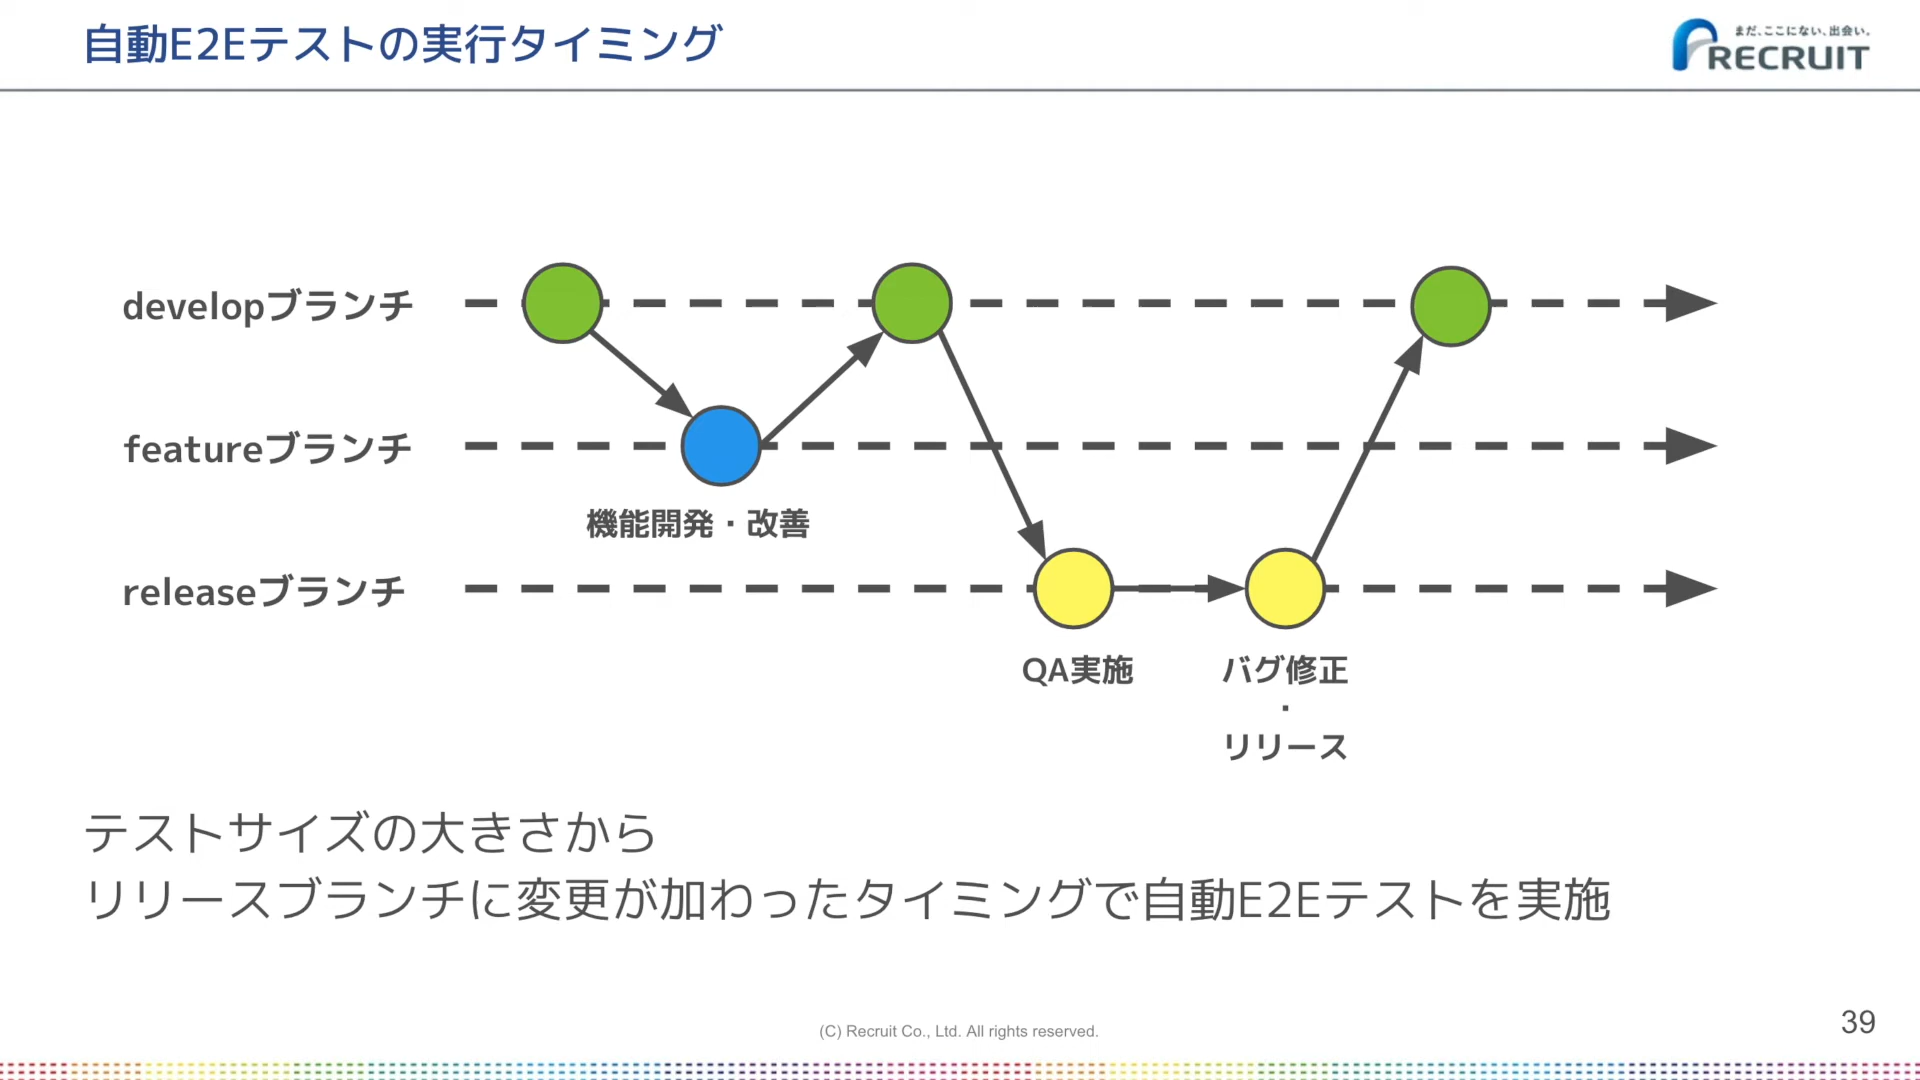 自動E2Eテストの実行タイミング
まだ、ここにない、出会い。
RECRUIT
developブランチ
featureブランチ
機能開発・改善
releaseブランチ
QA実施
バグ修正
・
リリース
テストサイズの大きさから
リリースブランチに変更が加わったタイミングで自動E2Eテストを実施
(C) Recruit Co., Ltd. All rights reserved.
39